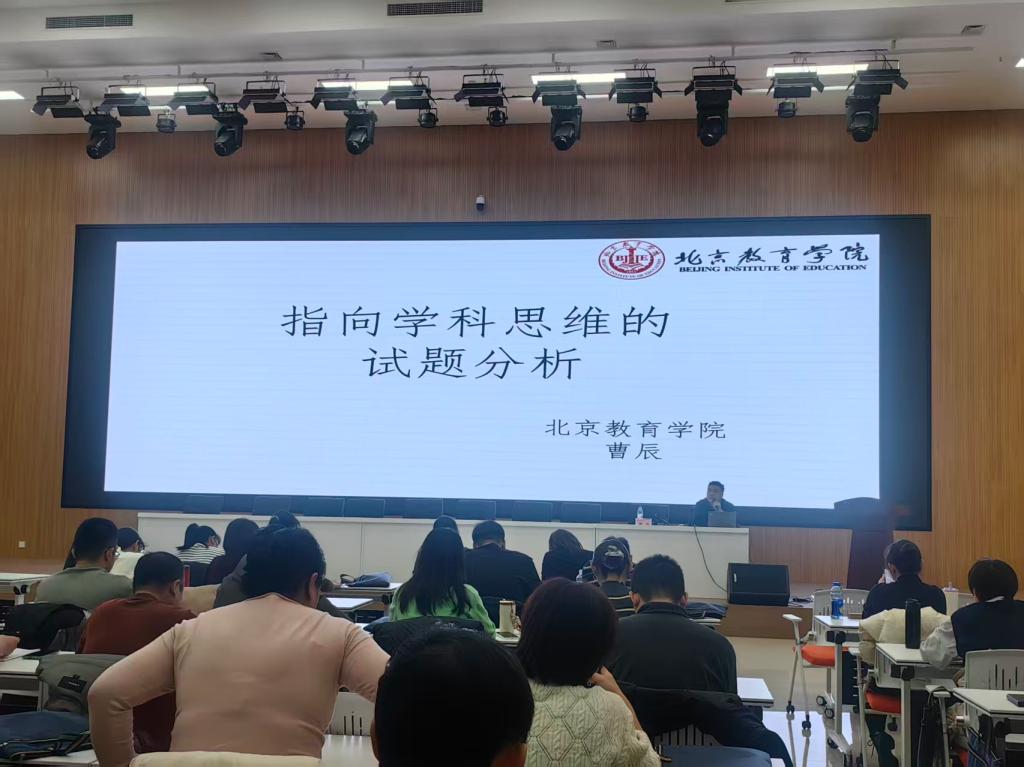 北京教育学院
BEIJING INSTITUTE OF EDUCATION
指向学科思维的
试题分析
北京教育学院
曹辰